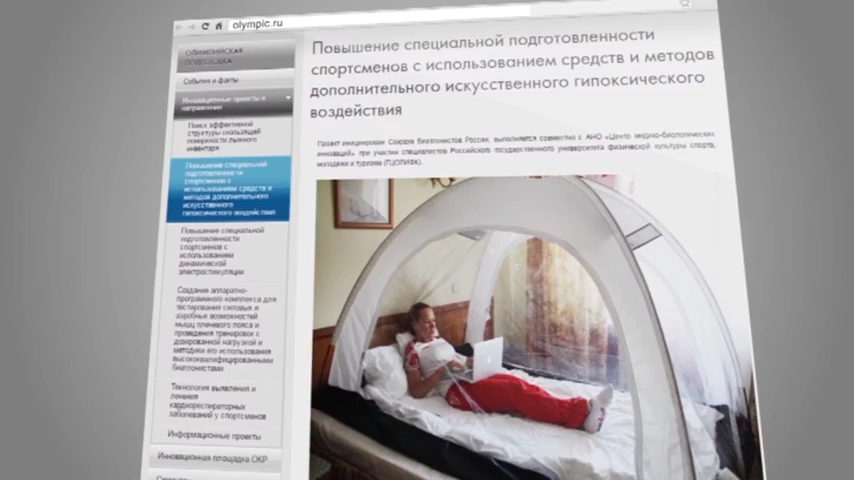 olympic.ru
ОЛИМПИЙСКАЯ
ПОДГОТОВКА
События и факты
Инновационные проекты и
направления
Поиск эффективной
структуры скользящей
поверхности лыжного
инвентаря
Повышение специальной
подготовленности
спортсменов с
использованием средств и
методов дополнительного
искусственного
гипоксического воздействия
Повышение специальной
подготовленности
спортсменов с
использованием
динамической
электростимуляции
Создание аппаратно-
программного комплекса для
тестирования силовых и
аэробных возможностей
мышц плечевого пояса и
проведения тренировок с
дозированной нагрузкой и
методики его использования
высококвалифицированными
биатлонистами
Технология выявления и
лечения
кардиореспираторных
заболеваний у спортсменов
Информационные проекты
Инновационная площадка ОКР
Повышение специальной подготовленности
спортсменов с использованием средств и методов
дополнительного искусственного гипоксического
воздействия
Проект инициирован Союзом биатлонистов России, выполняется совместно с АНО «Центр медико-биологических
инноваций» при участии специалистов Российского государственного университета физической культуры спорта,
молодежи и туризма (ГЦОЛИФК).